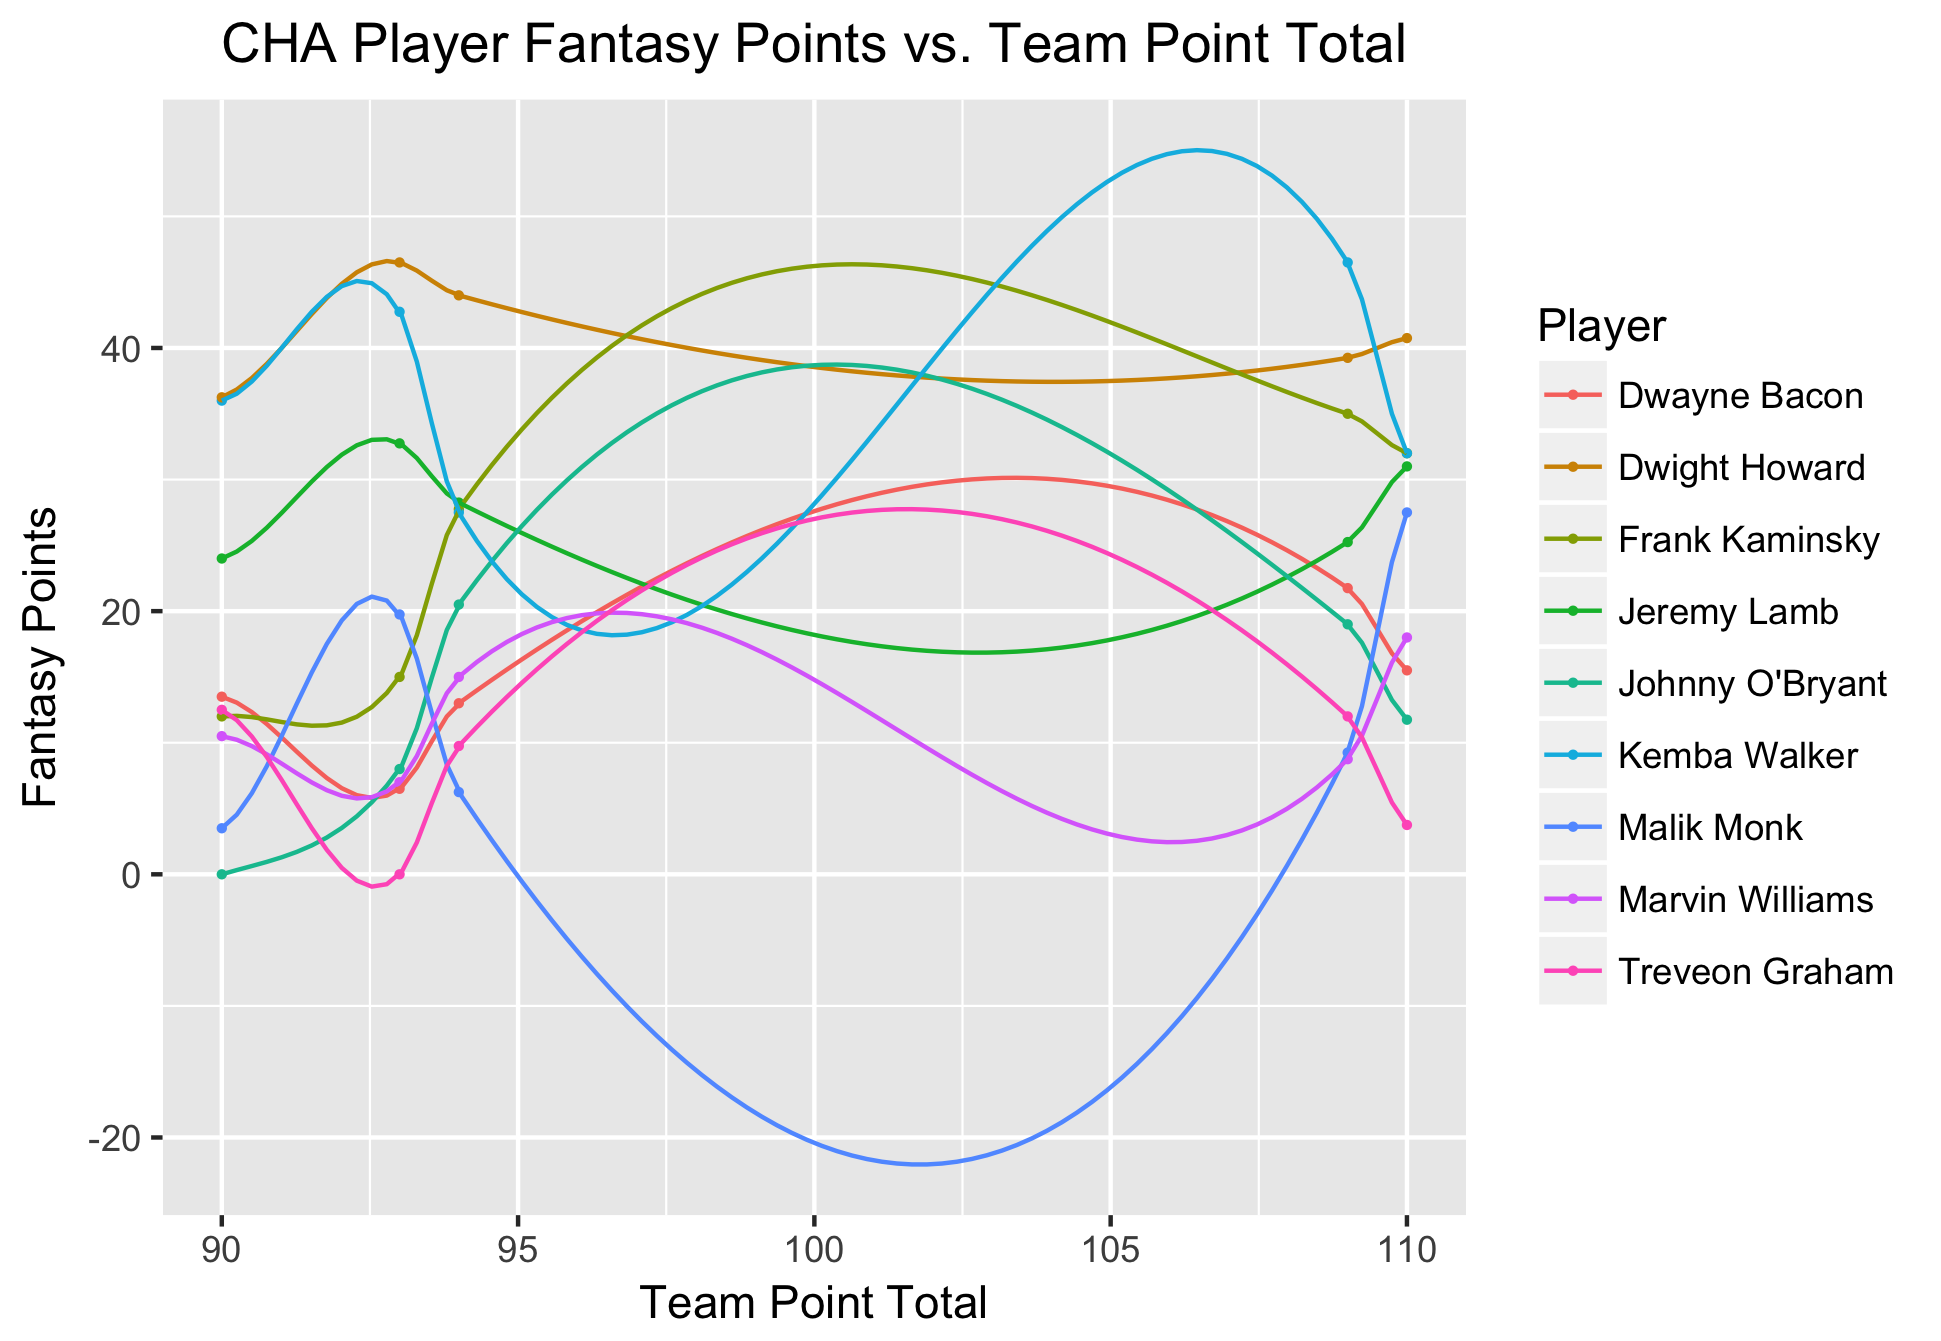 CHA Player Fantasy Points vs. Team Point Total
Fantasy Points
40
20
0
-20
90
95
100
105
110
Team Point Total
Player
Dwayne Bacon
Dwight Howard
Frank Kaminsky
Jeremy Lamb
Johnny O'Bryant
Kemba Walker
Malik Monk
Marvin Williams
Treveon Graham